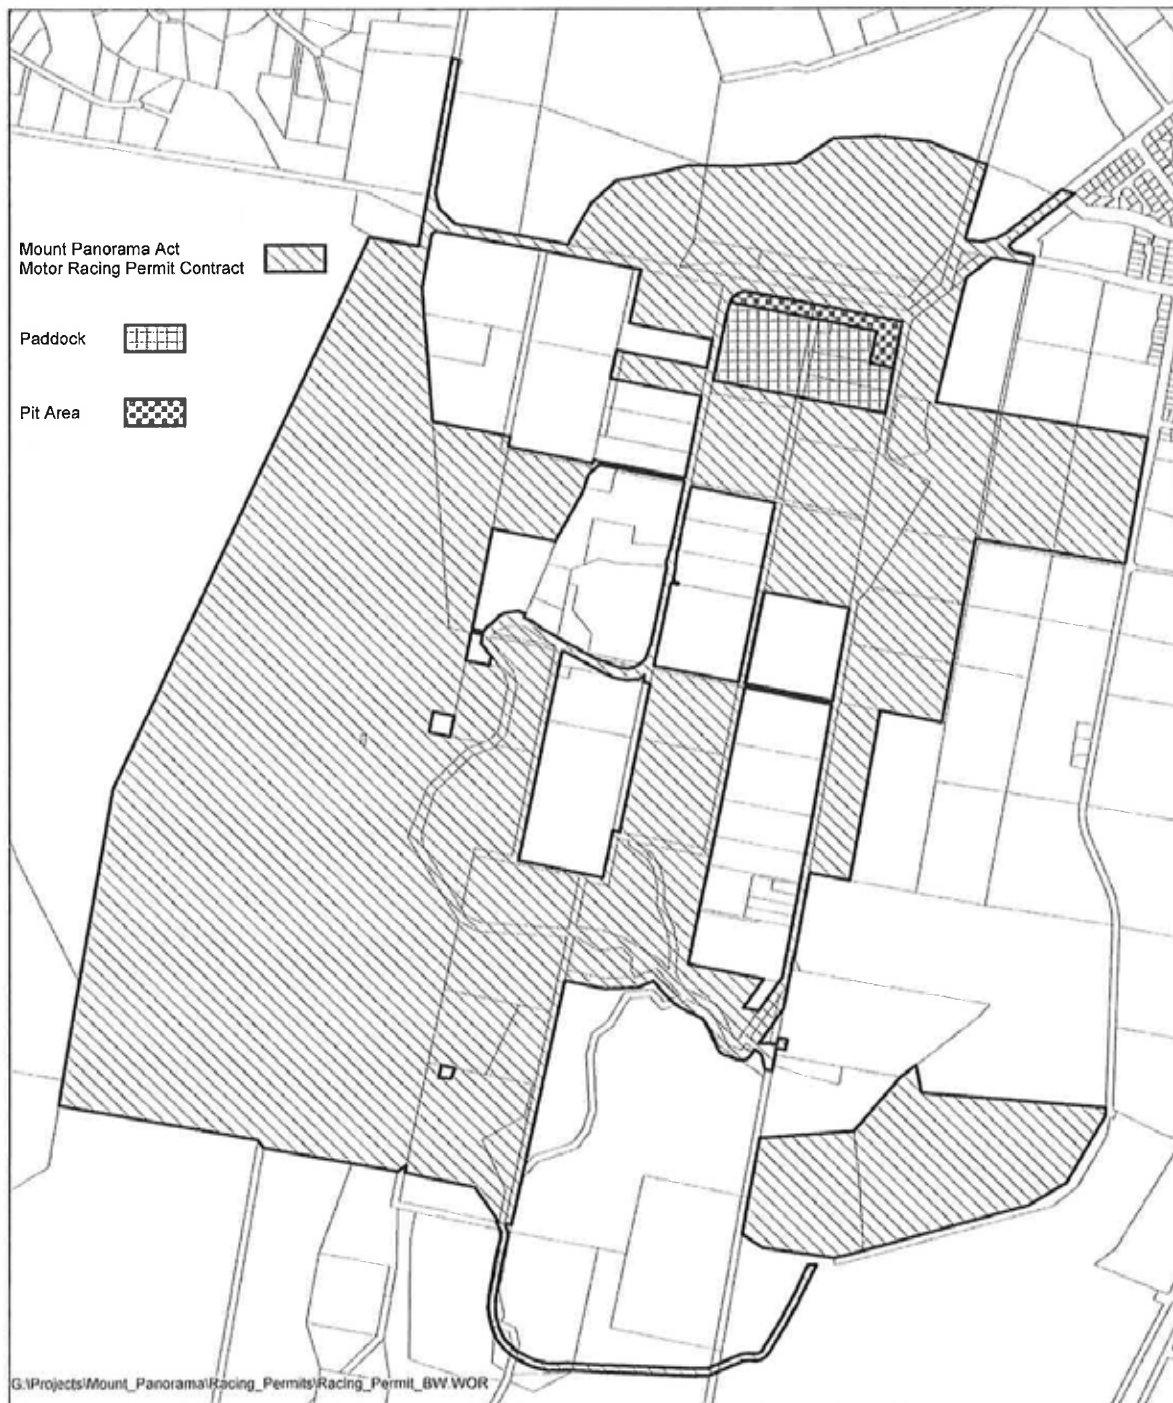 Mount Panorama Act
Motor Racing Permit Contract
Paddock
Pit Area
G:\Projects\Mount_Panorama\Racing_Permits\Racing_Permit_BW.WOR